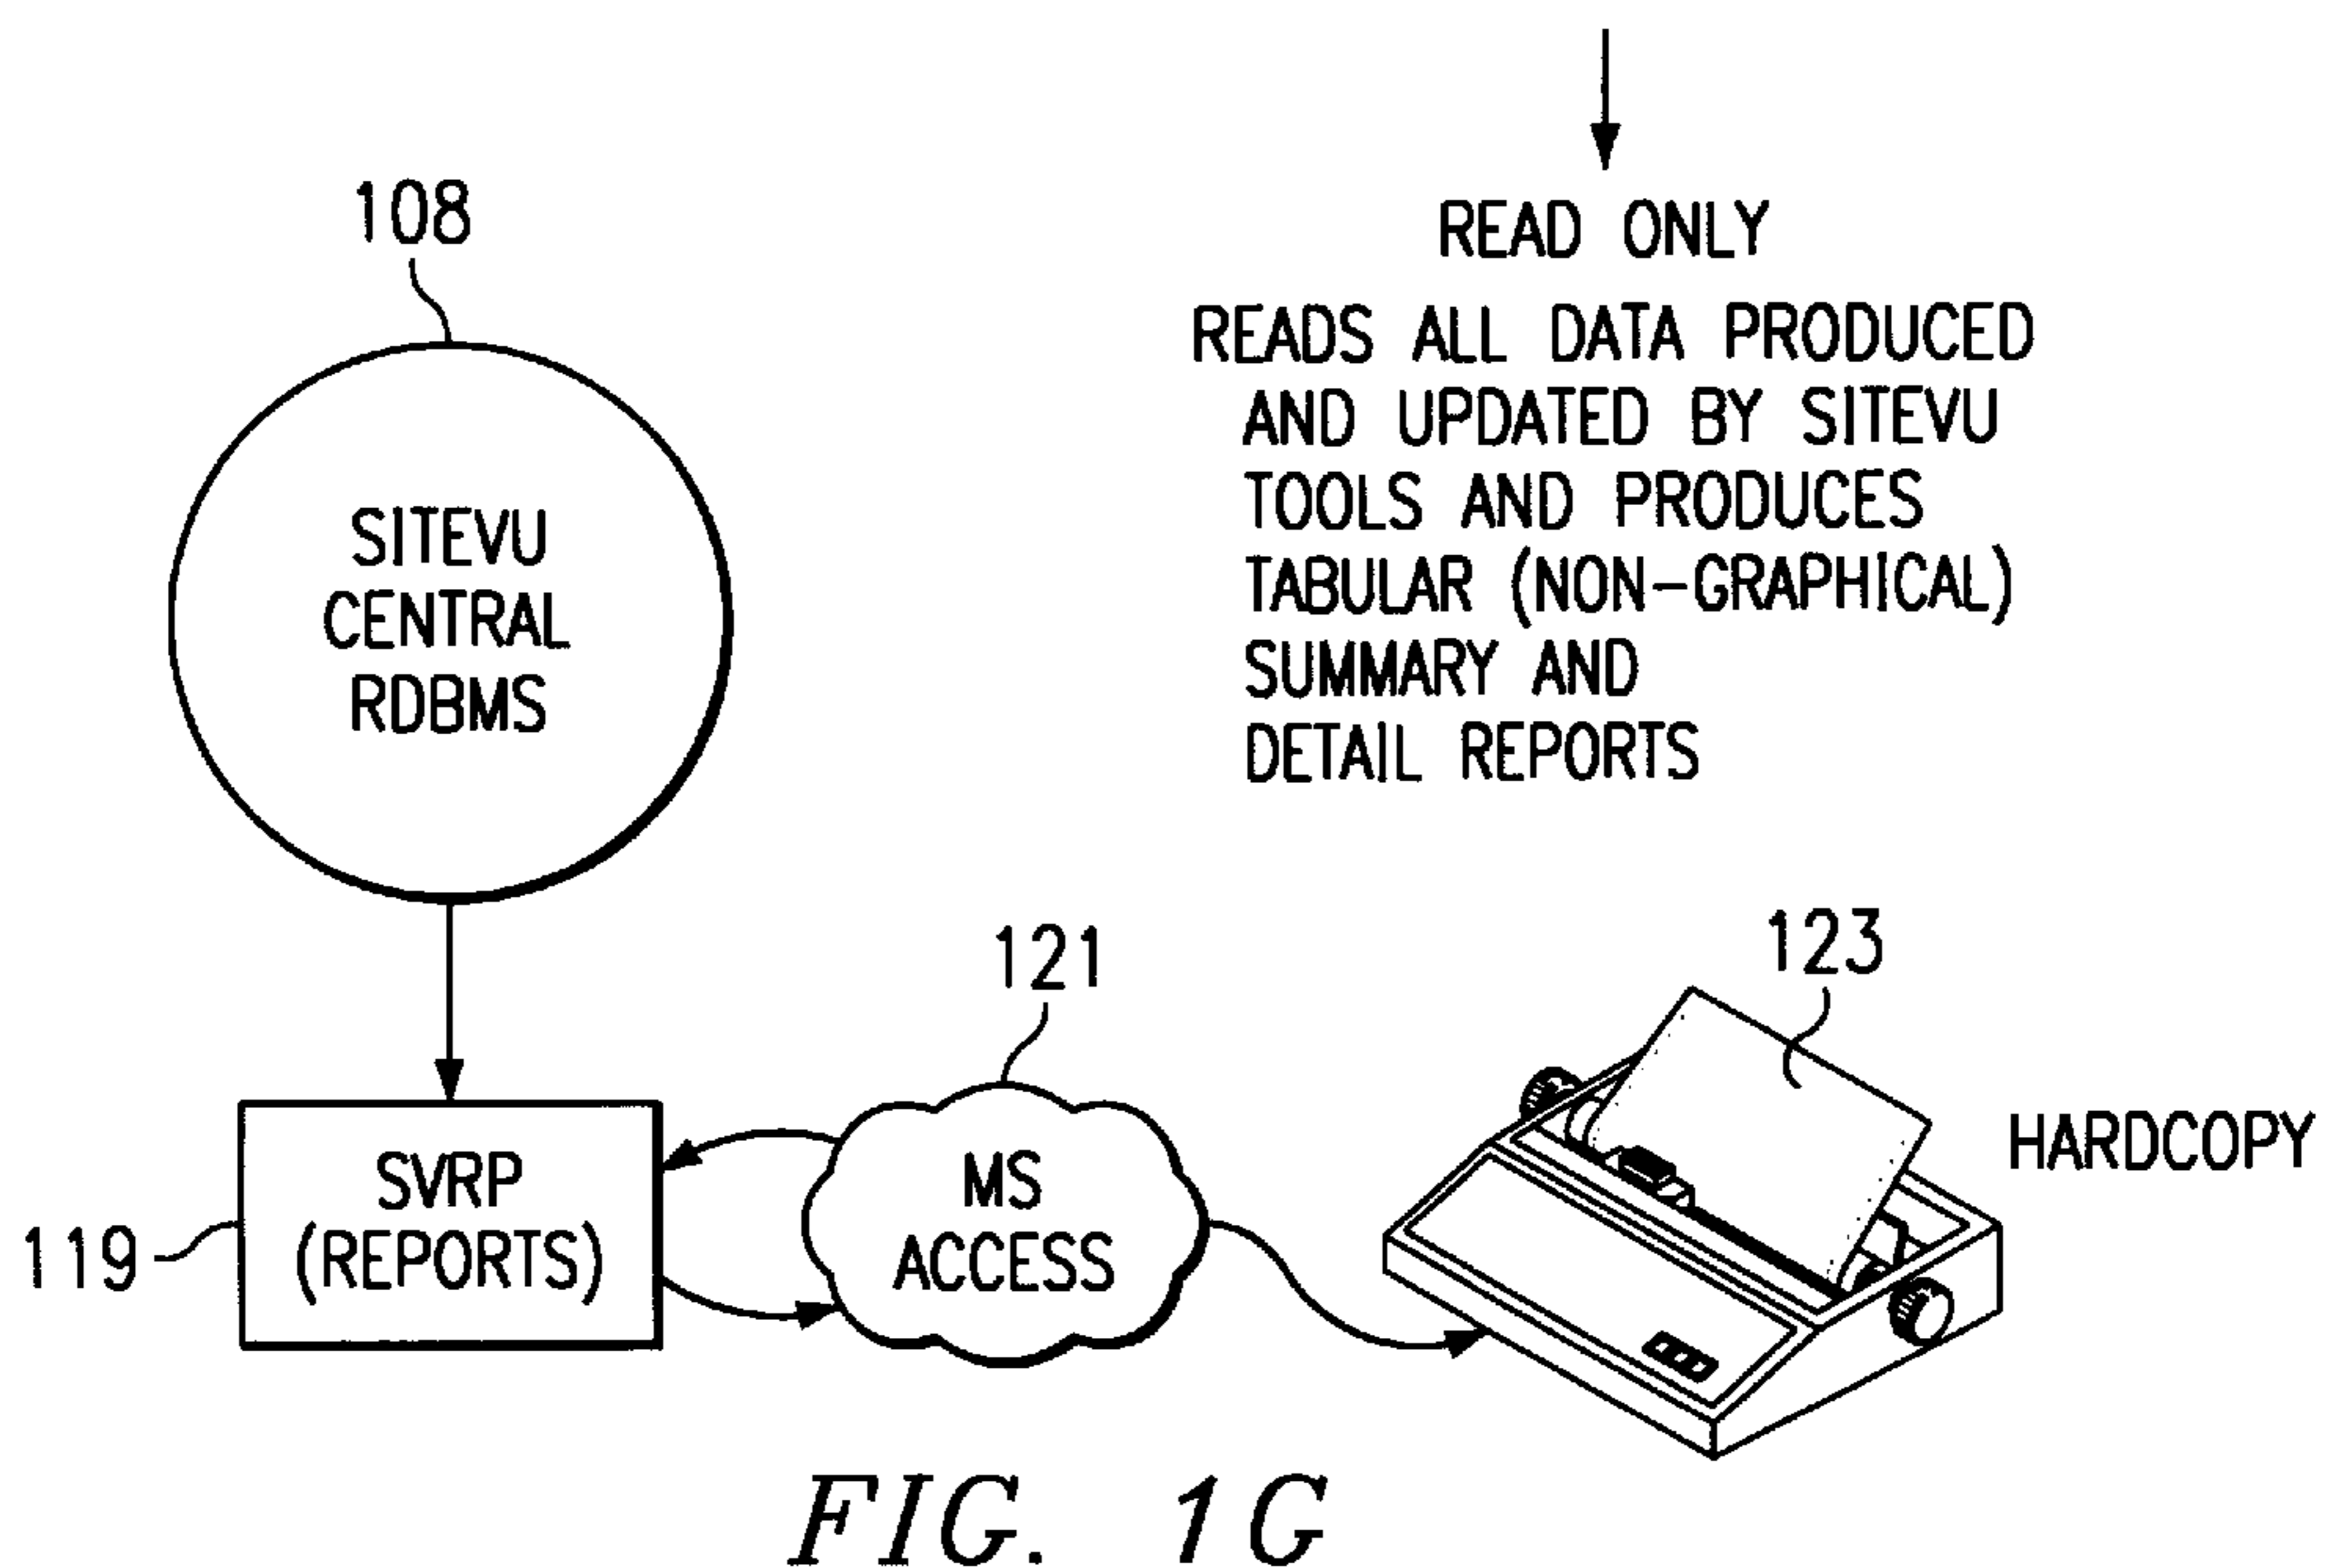 108
SITEVU
CENTRAL
RDBMS
READ ONLY
READS ALL DATA PRODUCED
AND UPDATED BY SITEVU
TOOLS AND PRODUCES
TABULAR (NON-GRAPHICAL)
SUMMARY AND
DETAIL REPORTS
119
SVRP
(REPORTS)
121
MS
ACCESS
123
HARDCOPY
FIG. 1G